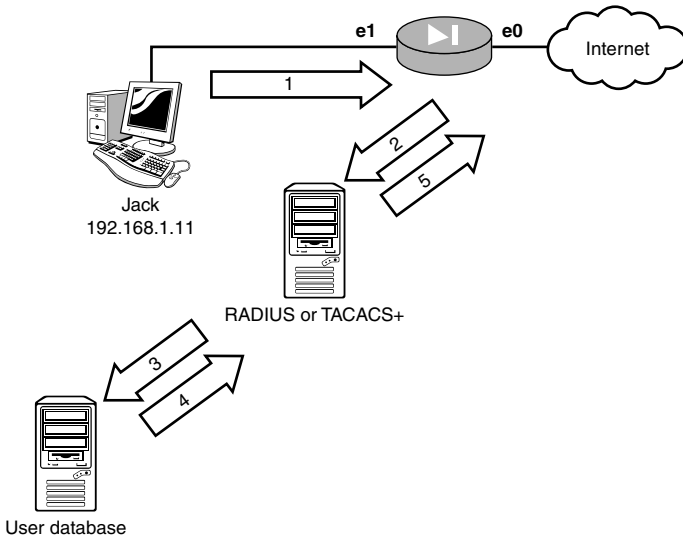 e1
e0
Internet
1
2
5
Jack
192.168.1.11
RADIUS or TACACS+
3
4
User database